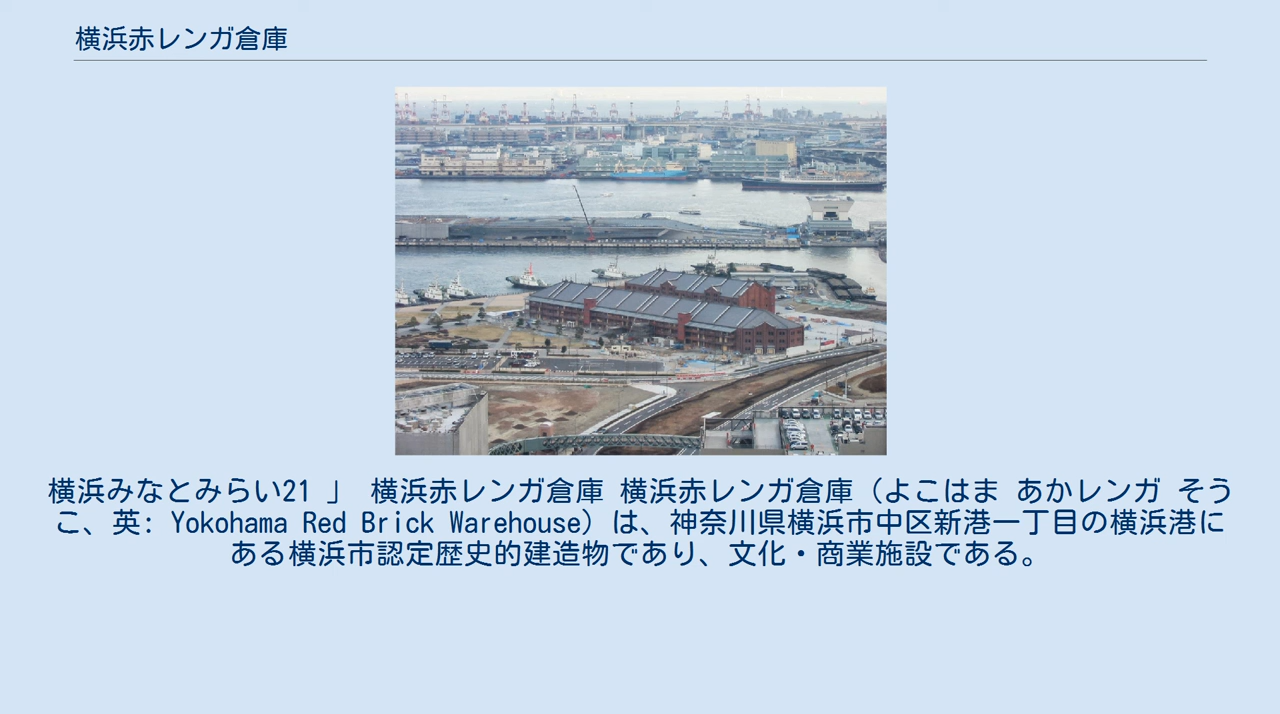 横浜赤レンガ倉庫
横浜みなとみらい21 」 横浜赤レンガ倉庫 横浜赤レンガ倉庫（よこはま あかレンガ そう
こ、英: Yokohama Red Brick Warehouse）は、神奈川県横浜市中区新港一丁目の横浜港に
ある横浜市認定歴史的建造物であり、文化・商業施設である。